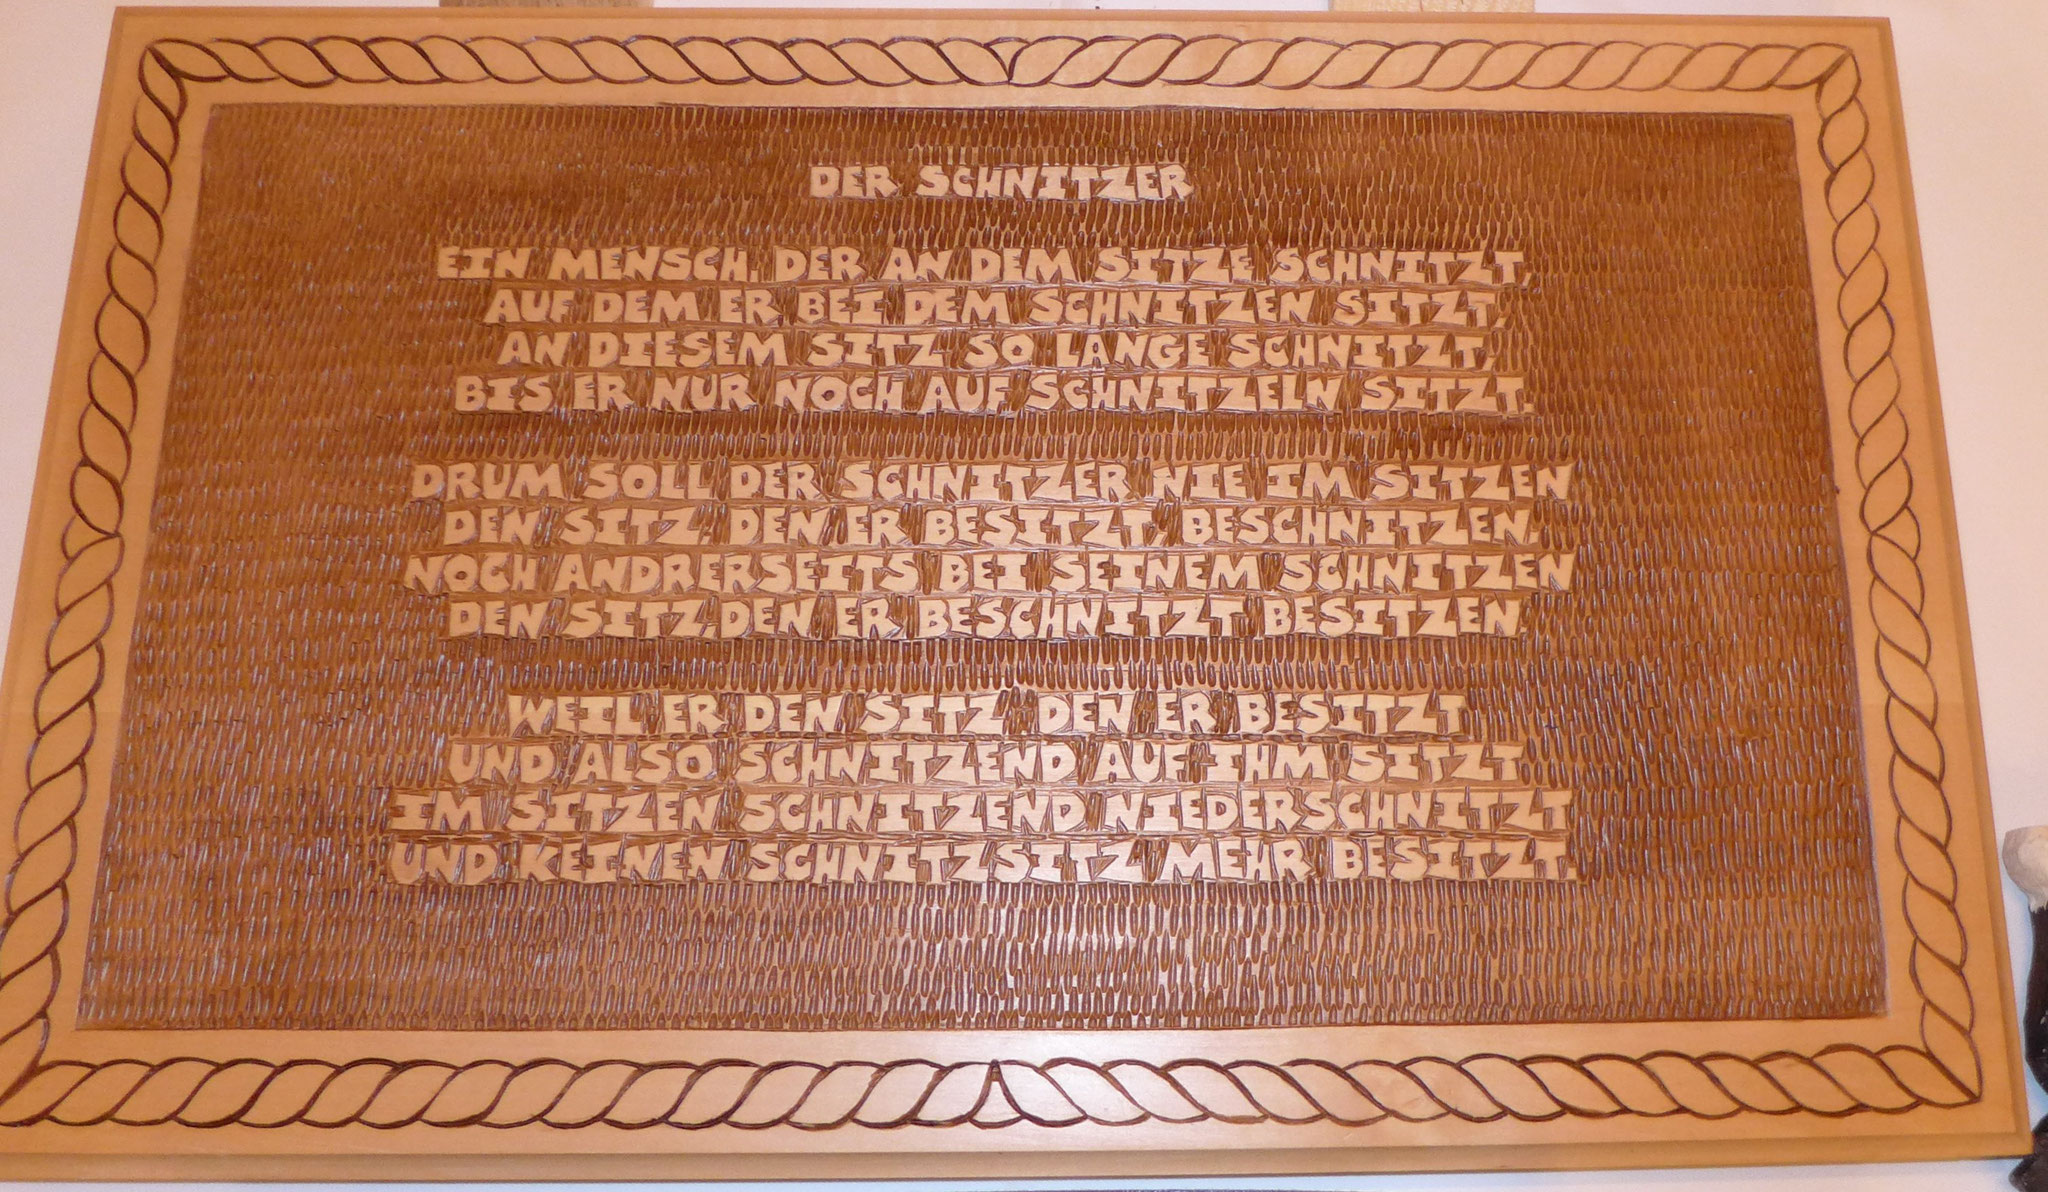 DER SCHNITZER
EIN MENSCH, DER AN DEM SITZE SCHNITZT,
AUF DEM ER BEI DEM SCHNITZEN SITZT,
AN DIESEM SITZ SO LANGE SCHNITZT,
BIS ER NUR NOCH AUF SCHNITZELN SITZT.
DRUM SOLL DER SCHNITZER NIE IM SITZEN
DEN SITZ, DEN ER BESITZT, BESCHNITZEN,
NOCH ANDRERSEITS BEI SEINEM SCHNITZEN
DEN SITZ, DEN ER BESCHNITZT BESITZEN
WEIL ER DEN SITZ DEN ER BESITZT
UND ALSO SCHNITZEND AUF IHM SITZT
IM SITZEN SCHNITZEND NIEDERSCHNITZT
UND KEINEN SCHNITZSITZ MEHR BESITZT.